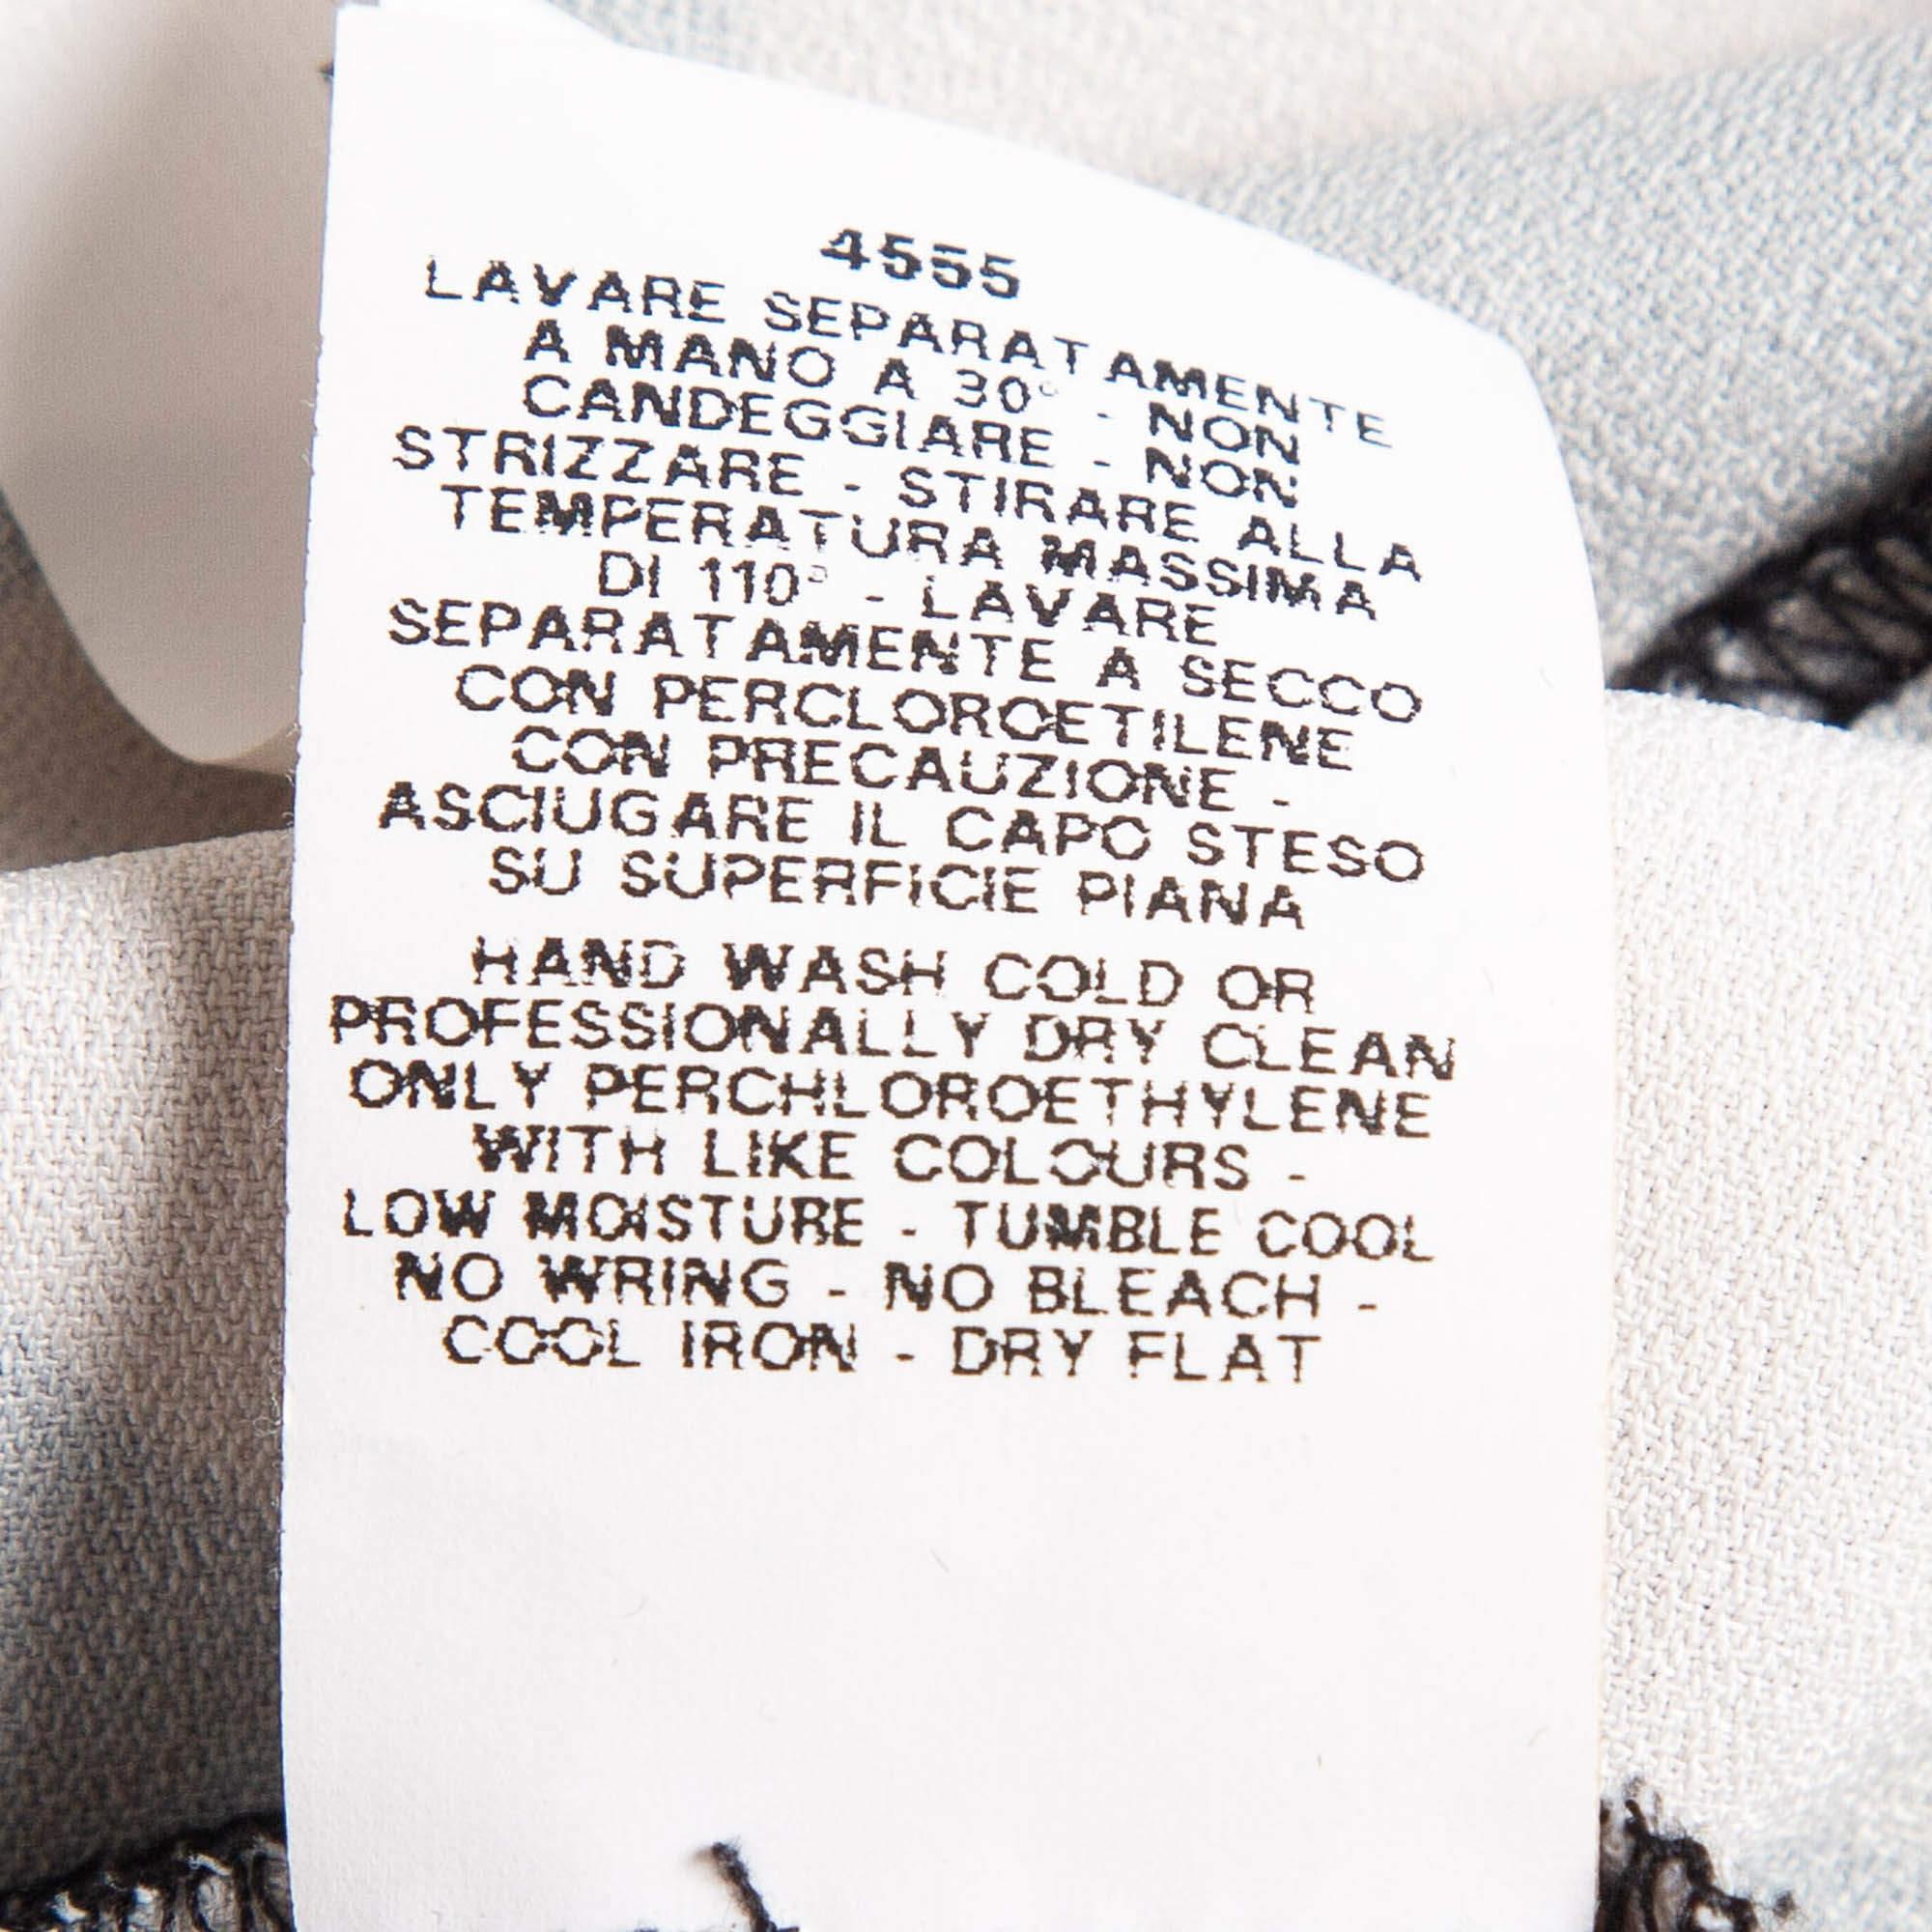 4555
LAVARE SEPARATAMENTE
A MANO A 30° - NON
CANDEGGIARE - NON
STRIZZARE - STIRARE ALLA
TEMPERATURA MASSIMA
DI 110° - LAVARE
SEPARATAMENTE A SECCO
CON PERCLOROETILENE
CON PRECAUZIONE -
ASCIUGARE IL CAPO STESO
SU SUPERFICIE PIANA
HAND WASH COLD OR
PROFESSIONALLY DRY CLEAN
ONLY PERCHLOROETHYLENE
WITH LIKE COLOURS -
LOW MOISTURE - TUMBLE COOL
NO WRING - NO BLEACH -
COOL IRON - DRY FLAT